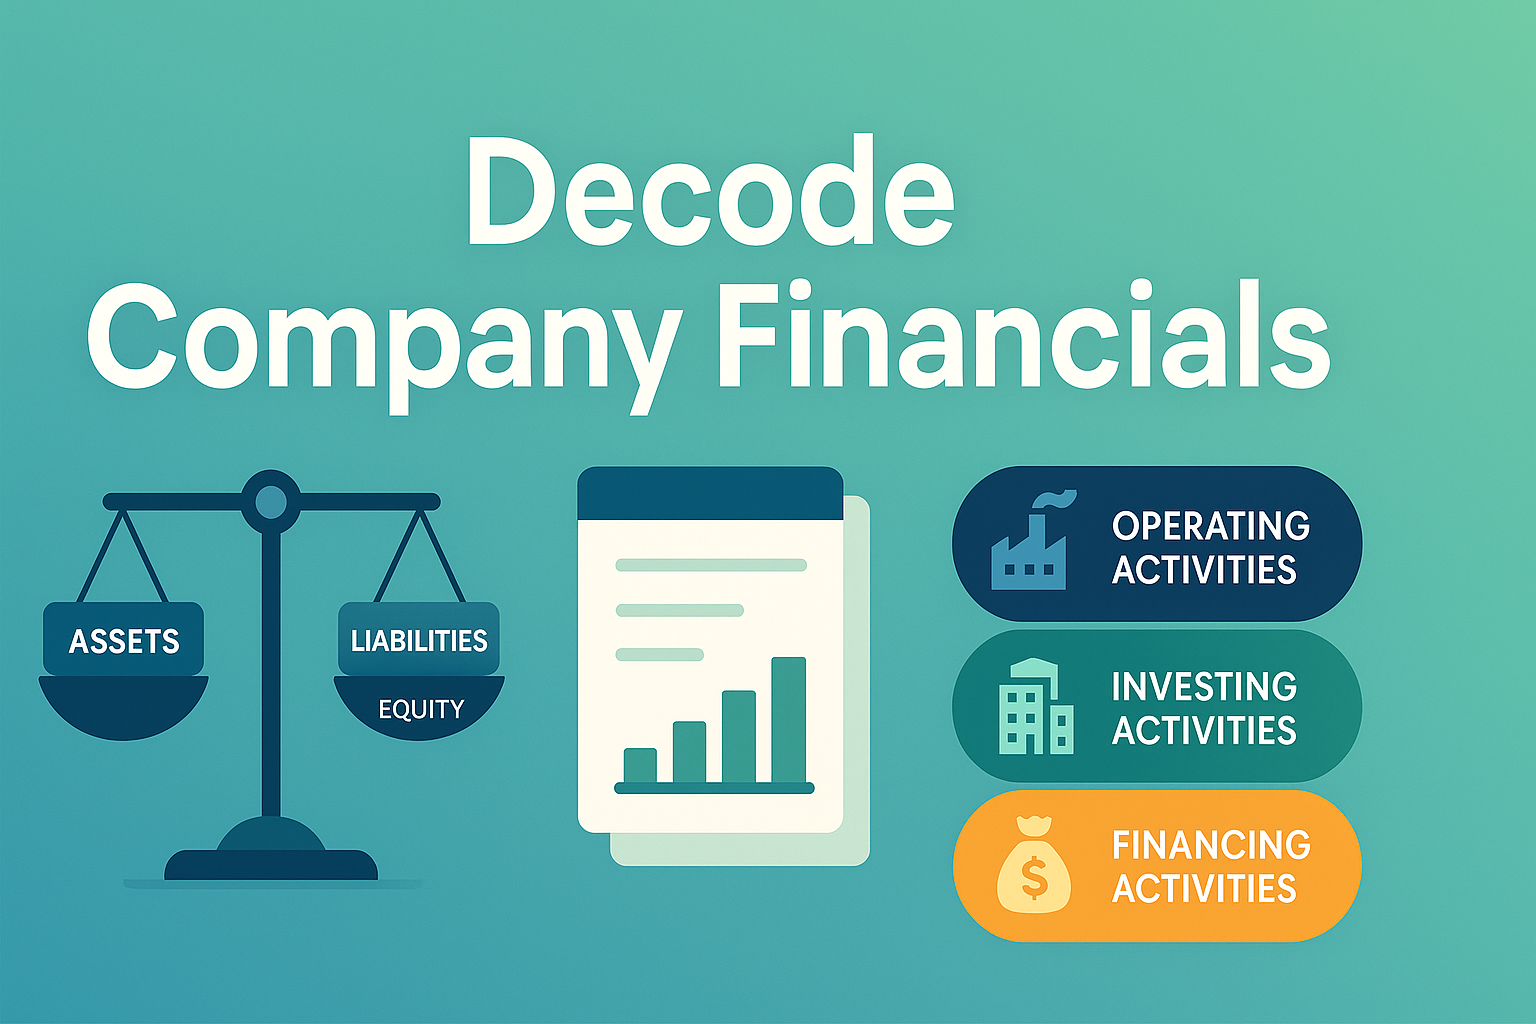 Decode
Company Financials
ASSETS
LIABILITIES
EQUITY
$
OPERATING
ACTIVITIES
INVESTING
ACTIVITIES
FINANCING
ACTIVITIES